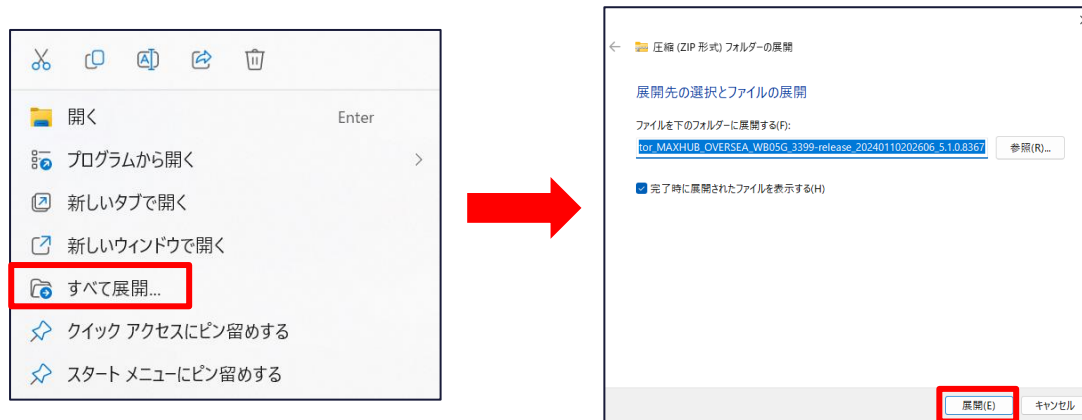 開く Enter
プログラムから開く
新しいタブで開く
新しいウィンドウで開く
すべて展開...
クイック アクセスにピン留めする
スタート メニューにピン留めする
圧縮 (ZIP 形式) フォルダーの展開
展開先の選択とファイルの展開
ファイルを下のフォルダーに展開する(F):
tor_MAXHUB_OVERSEA_WB05G_3399-release_20240110202606_5.1.0.8367 参照(R)...
完了時に展開されたファイルを表示する(H)
展開(E) キャンセル